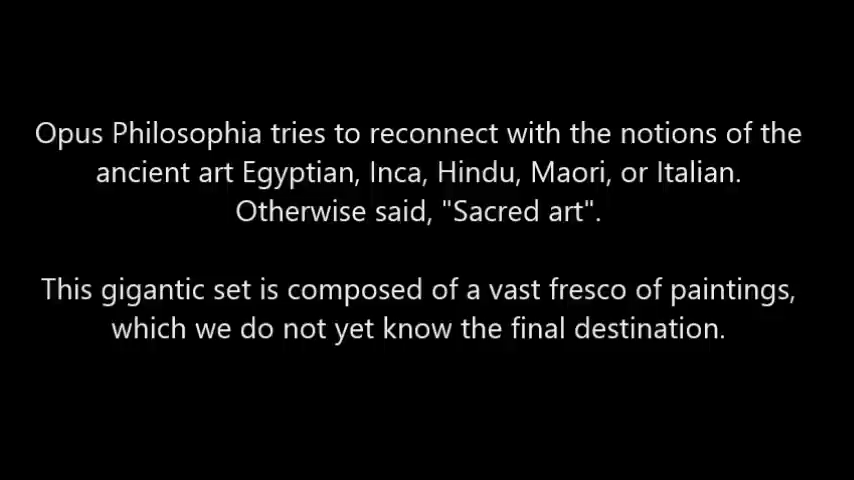 Opus Philosophia tries to reconnect with the notions of the
ancient art Egyptian, Inca, Hindu, Maori, or Italian.
Otherwise said, "Sacred art".
This gigantic set is composed of a vast fresco of paintings,
which we do not yet know the final destination.